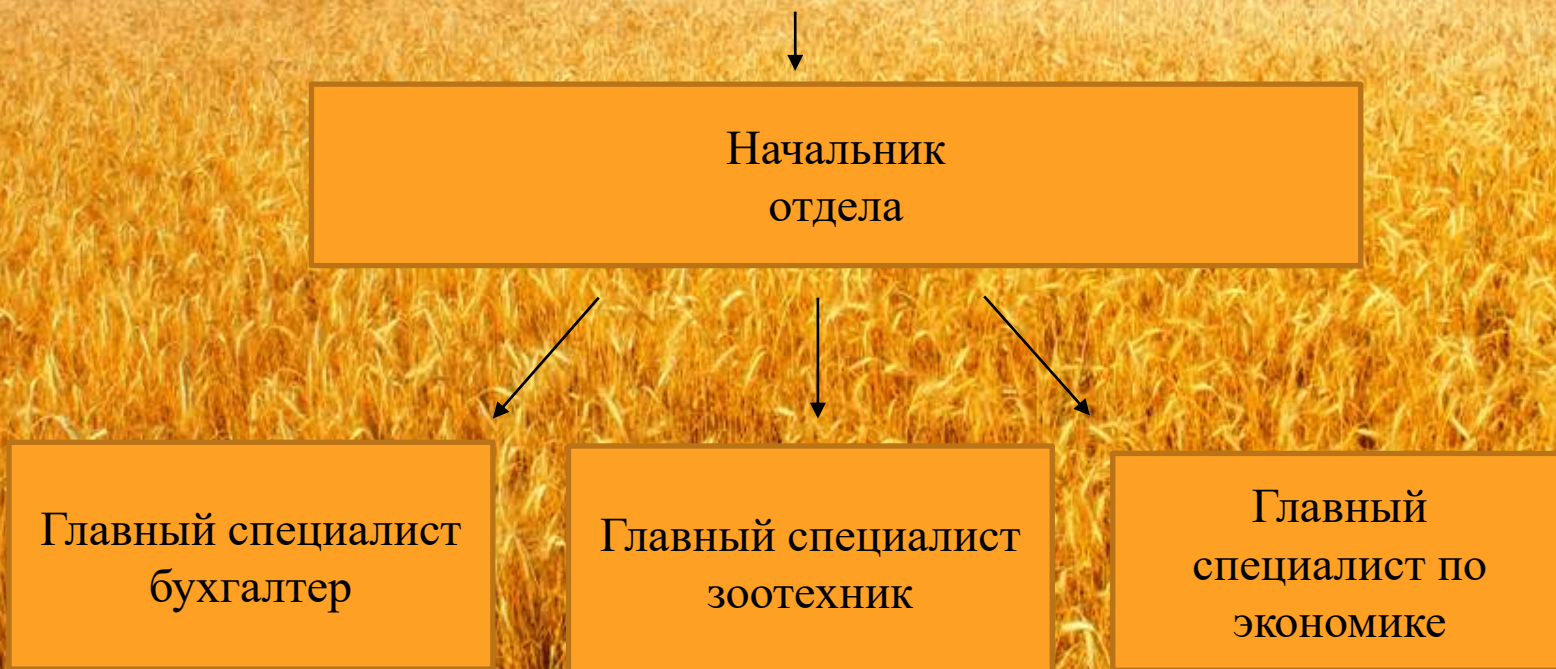 Начальник
отдела
Главный специалист
бухгалтер
Главный специалист
зоотехник
Главный
специалист по
экономике